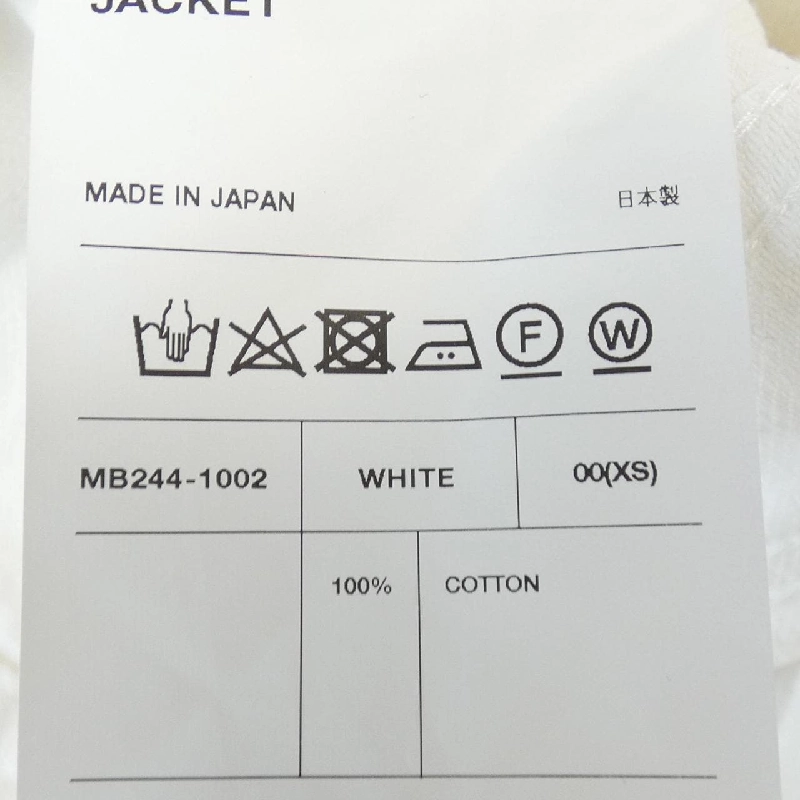 JACKET
MADE IN JAPAN 日本製
F W
MB244-1002 WHITE 00(XS)
100% COTTON